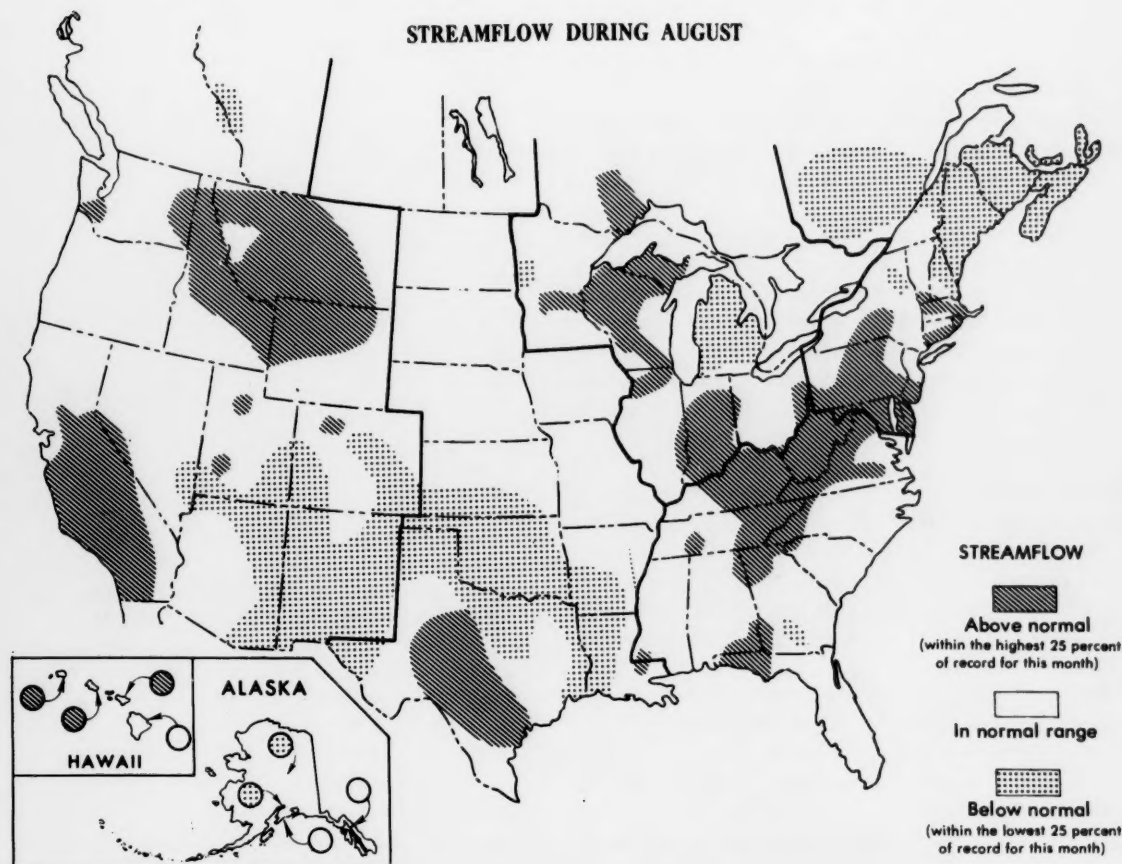 STREAMFLOW DURING AUGUST
STREAMFLOW
Above normal
(within the highest 25 percent
of record for this month)
In normal range
Below normal
(within the lowest 25 percent
of record for this month)
ALASKA
HAWAII